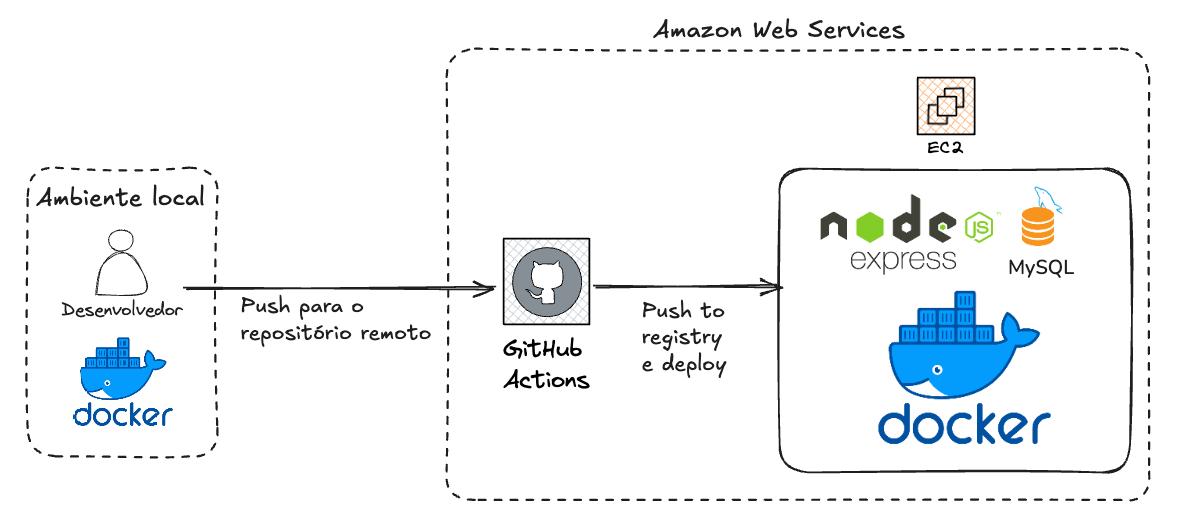 Amazon Web Services
EC2
Ambiente local
Desenvolvedor
docker
Push para o
repositório remoto
GitHub
Actions
Push to
registry
e deploy
node JS
express
MySQL
docker